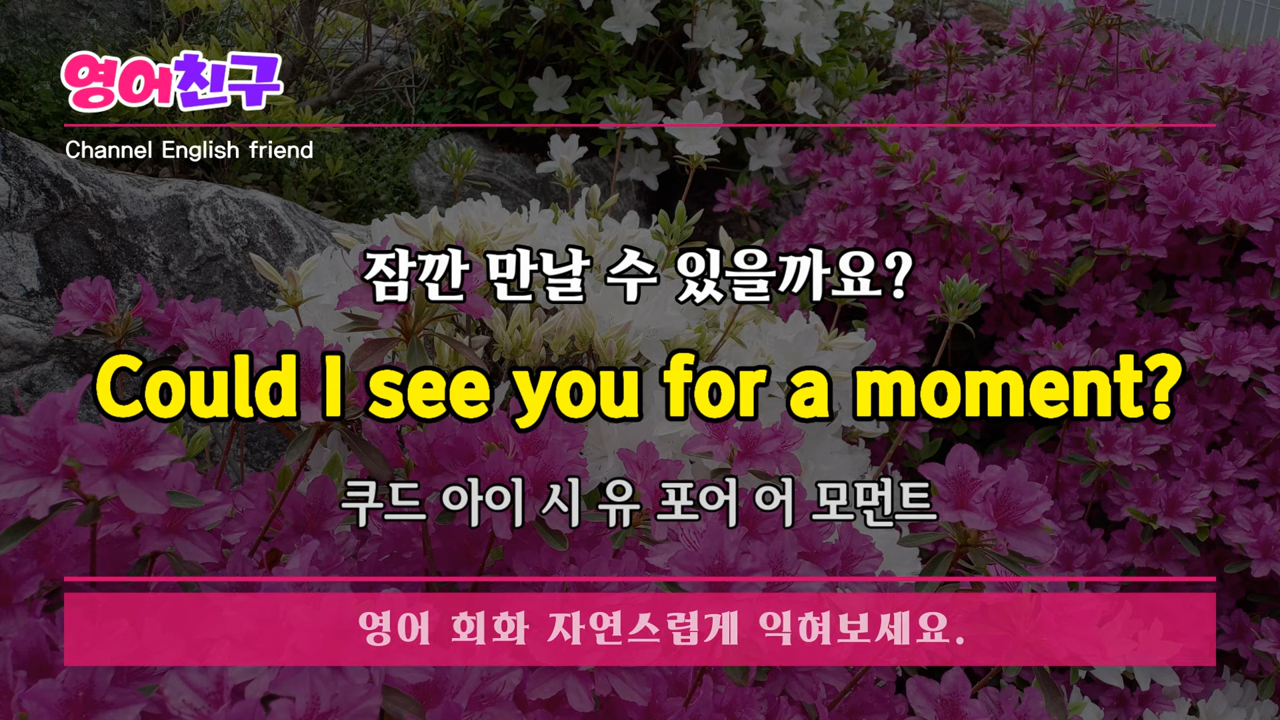 영어친구
Channel English friend
잠깐 만날 수 있을까요?
Could I see you for a moment?
쿠드 아이 시 유 포어 어 모먼트
영어 회화 자연스럽게 익혀보세요.